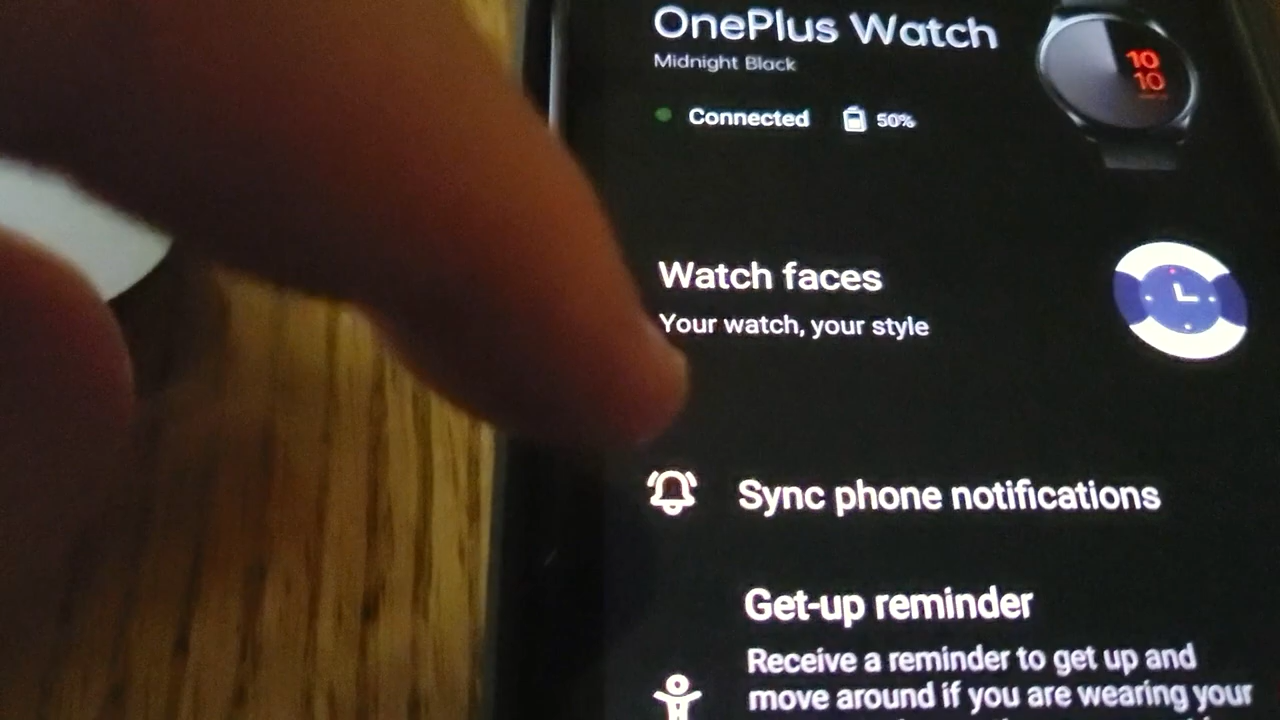 OnePlus Watch
Midnight Black
Connected 50%
10
10
Watch faces
Your watch, your style
Sync phone notifications
Get-up reminder
Receive a reminder to get up and
move around if you are wearing your